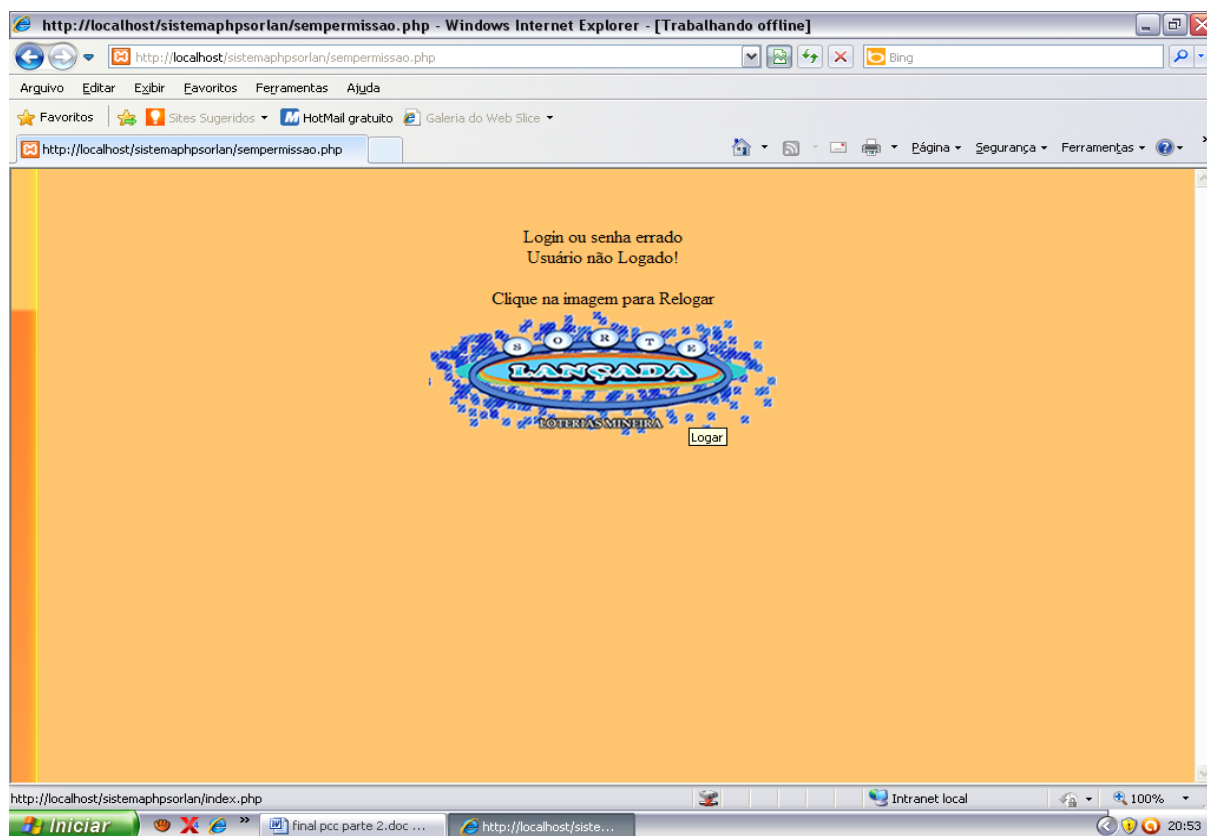 http://localhost/sistemaphpsorlan/sempermissao.php - Windows Internet Explorer - [Trabalhando offline]
http://localhost/sistemaphpsorlan/sempermissao.php
Bing
Arquivo Editar Exibir Favoritos Ferramentas Ajuda
Favoritos Sites Sugeridos HotMail gratuito Galeria do Web Slice
http://localhost/sistemaphpsorlan/sempermissao.php
Página Segurança Ferramentas
Login ou senha errado
Usuário não Logado!
Clique na imagem para Relogar
SORTE
LANÇADA
LOTERIAS MINEIRA
Logar
http://localhost/sistemaphpsorlan/index.php
Intranet local
100%
Iniciar
final pcc parte 2.doc ...
http://localhost/siste...
20:53